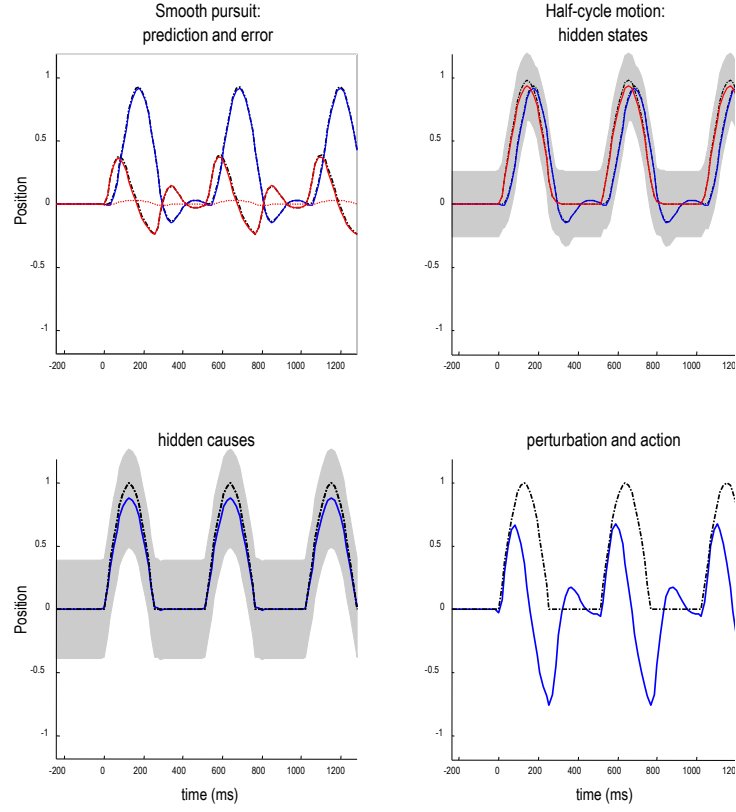 Smooth pursuit:
prediction and error
Half-cycle motion:
hidden states
Position
1
0.5
0
-0.5
-1
-200 0 200 400 600 800 1000 1200
1
0.5
0
-0.5
-1
-200 0 200 400 600 800 1000 1200
hidden causes
perturbation and action
Position
1
0.5
0
-0.5
-1
-200 0 200 400 600 800 1000 1200
time (ms)
1
0.5
0
-0.5
-1
-200 0 200 400 600 800 1000 1200
time (ms)